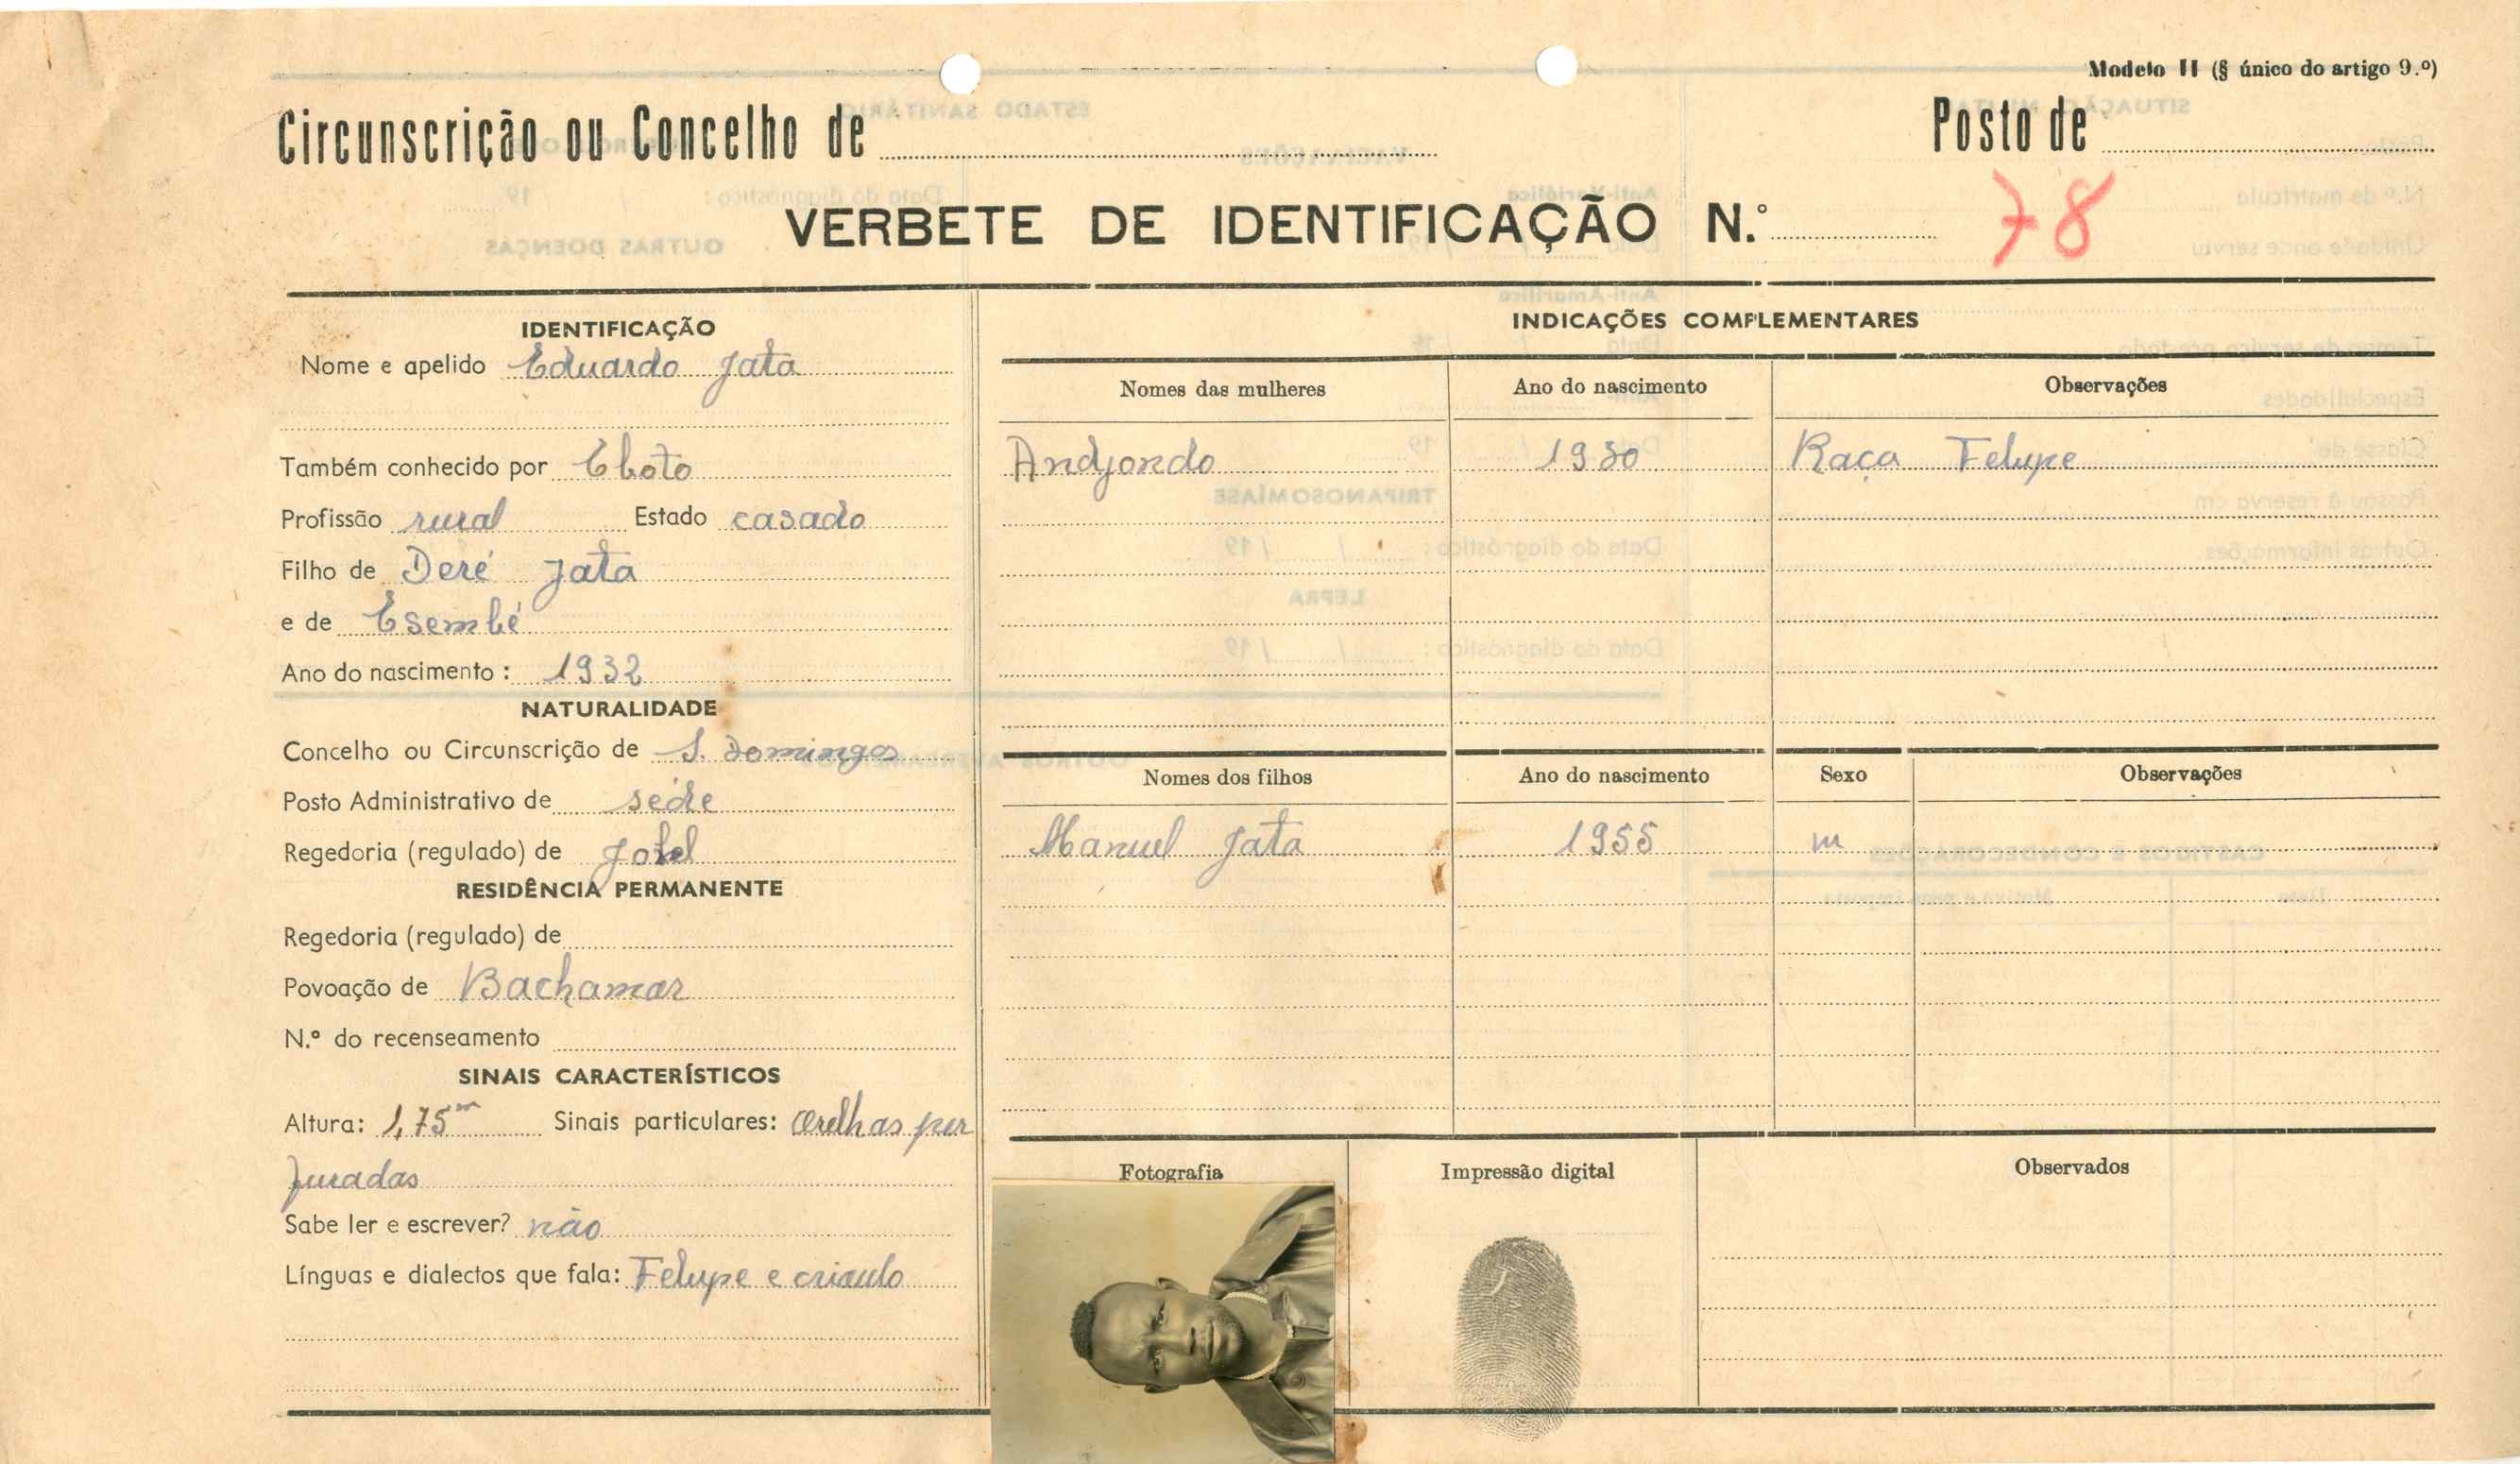 Modelo II (§ único do artigo 9.º)
Circunscrição ou Concelho de
Posto de
VERBETE DE IDENTIFICAÇÃO N.º
78
IDENTIFICAÇÃO
Nome e apelido Eduardo Jata
Também conhecido por Eboto
Profissão rural Estado casado
Filho de Deré Jata
e de Esembé
Ano do nascimento: 1932
NATURALIDADE
Concelho ou Circunscrição de S. Domingos
Posto Administrativo de séde
Regedoria (regulado) de
RESIDÊNCIA PERMANENTE
Regedoria (regulado) de
Povoação de Bachamar
N.º do recenseamento
SINAIS CARACTERÍSTICOS
Altura: 1,75m Sinais particulares: Orelhas per
furadas
Sabe ler e escrever? não
Línguas e dialectos que fala: Felupe e crioulo
INDICAÇÕES COMPLEMENTARES
Nomes das mulheres Ano do nascimento Observações
Andjondo 1930 Raça Felupe
Nomes dos filhos Ano do nascimento Sexo Observações
Manuel Jata 1955 m
Fotografia Impressão digital Observados